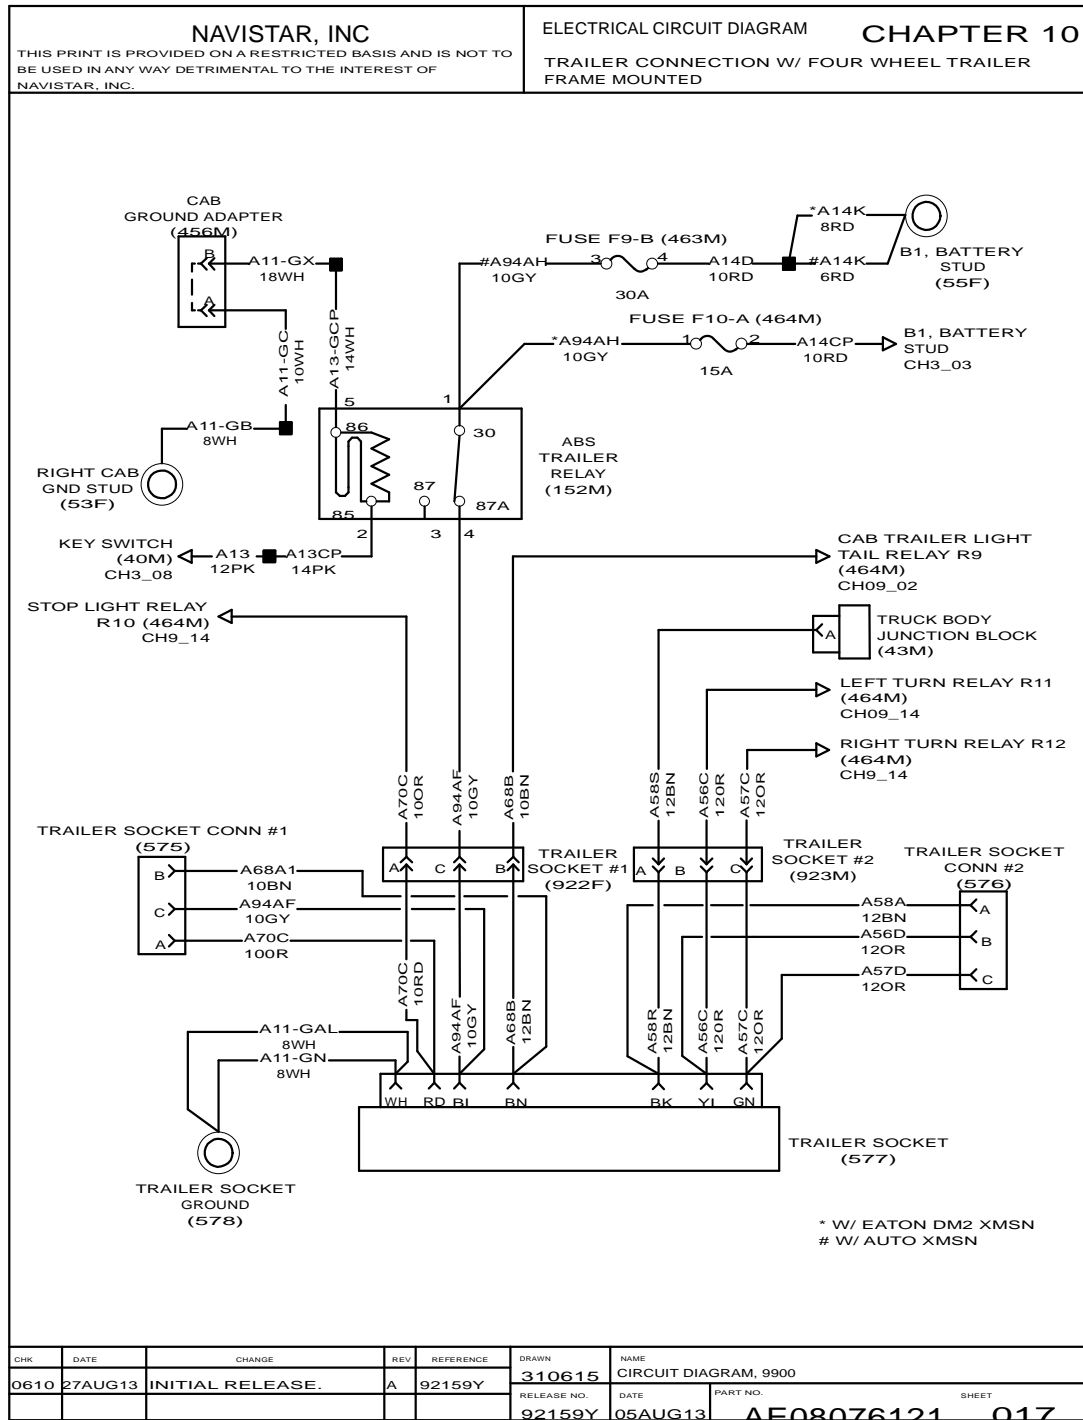 NAVISTAR, INC
THIS PRINT IS PROVIDED ON A RESTRICTED BASIS AND IS NOT TO
BE USED IN ANY WAY DETRIMENTAL TO THE INTEREST OF
NAVISTAR, INC.
ELECTRICAL CIRCUIT DIAGRAM
CHAPTER 10
TRAILER CONNECTION W/ FOUR WHEEL TRAILER
FRAME MOUNTED
CAB
GROUND ADAPTER
(456M)
B
A
A11-GX
18WH
A11-GC
10WH
A13-GCP
14WH
A11-GB
8WH
RIGHT CAB
GND STUD
(53F)
#A94AH
10GY
FUSE F9-B (463M)
3
4
30A
A14D
10RD
*A14K
8RD
#A14K
6RD
B1, BATTERY
STUD
(55F)
*A94AH
10GY
FUSE F10-A (464M)
1
2
15A
A14CP
10RD
B1, BATTERY
STUD
CH3_03
5
1
86
30
87
87A
85
2
3
4
ABS
TRAILER
RELAY
(152M)
KEY SWITCH
(40M)
CH3_08
A13
12PK
A13CP
14PK
STOP LIGHT RELAY
R10 (464M)
CH9_14
CAB TRAILER LIGHT
TAIL RELAY R9
(464M)
CH09_02
A
TRUCK BODY
JUNCTION BLOCK
(43M)
LEFT TURN RELAY R11
(464M)
CH09_14
RIGHT TURN RELAY R12
(464M)
CH9_14
A70C
10OR
A94AF
10GY
A68B
10BN
A58S
12BN
A56C
12OR
A57C
12OR
TRAILER SOCKET CONN #1
(575)
B
C
A
A68A1
10BN
A94AF
10GY
A70C
100R
A
C
B
TRAILER
SOCKET #1
(922F)
A
B
C
TRAILER
SOCKET #2
(923M)
TRAILER SOCKET
CONN #2
(576)
A58A
12BN
A56D
12OR
A57D
12OR
A
B
C
A70C
10RD
A94AF
10GY
A68B
12BN
A58R
12BN
A56C
12OR
A57C
12OR
A11-GAL
8WH
A11-GN
8WH
WH
RD
BN
BK
GN
TRAILER SOCKET
(577)
TRAILER SOCKET
GROUND
(578)
* W/ EATON DM2 XMSN
# W/ AUTO XMSN
CHK
DATE
CHANGE
REV
REFERENCE
0610
27AUG13
INITIAL RELEASE.
A
92159Y
DRAWN
310615
NAME
CIRCUIT DIAGRAM, 9900
RELEASE NO.
92159Y
DATE
05AUG13
PART NO.
AE08076121
SHEET
017